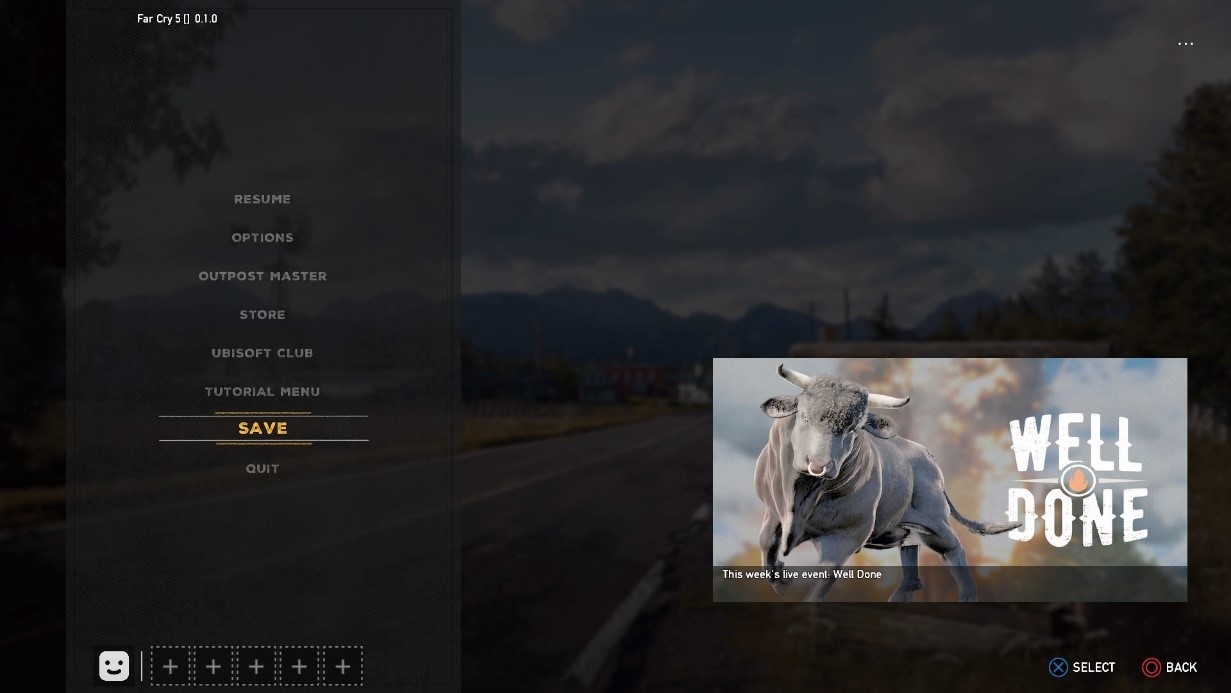 Far Cry 5 [] 0.1.0
...
RESUME
OPTIONS
OUTPOST MASTER
STORE
UBISOFT CLUB
TUTORIAL MENU
SAVE
QUIT
WELL
DONE
This week's live event: Well Done
SELECT
BACK